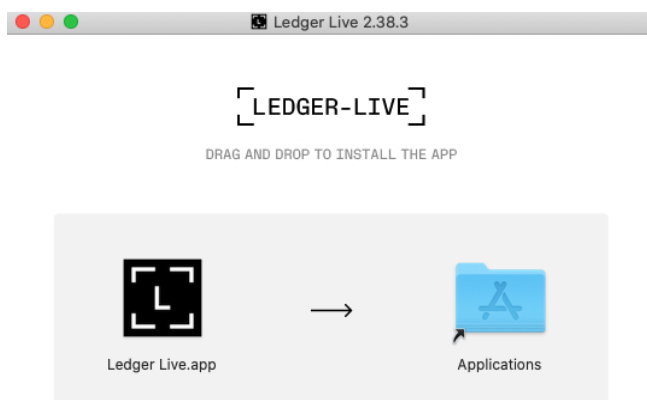 Ledger Live 2.38.3
LEDGER-LIVE
DRAG AND DROP TO INSTALL THE APP
L
Ledger Live.app
Applications